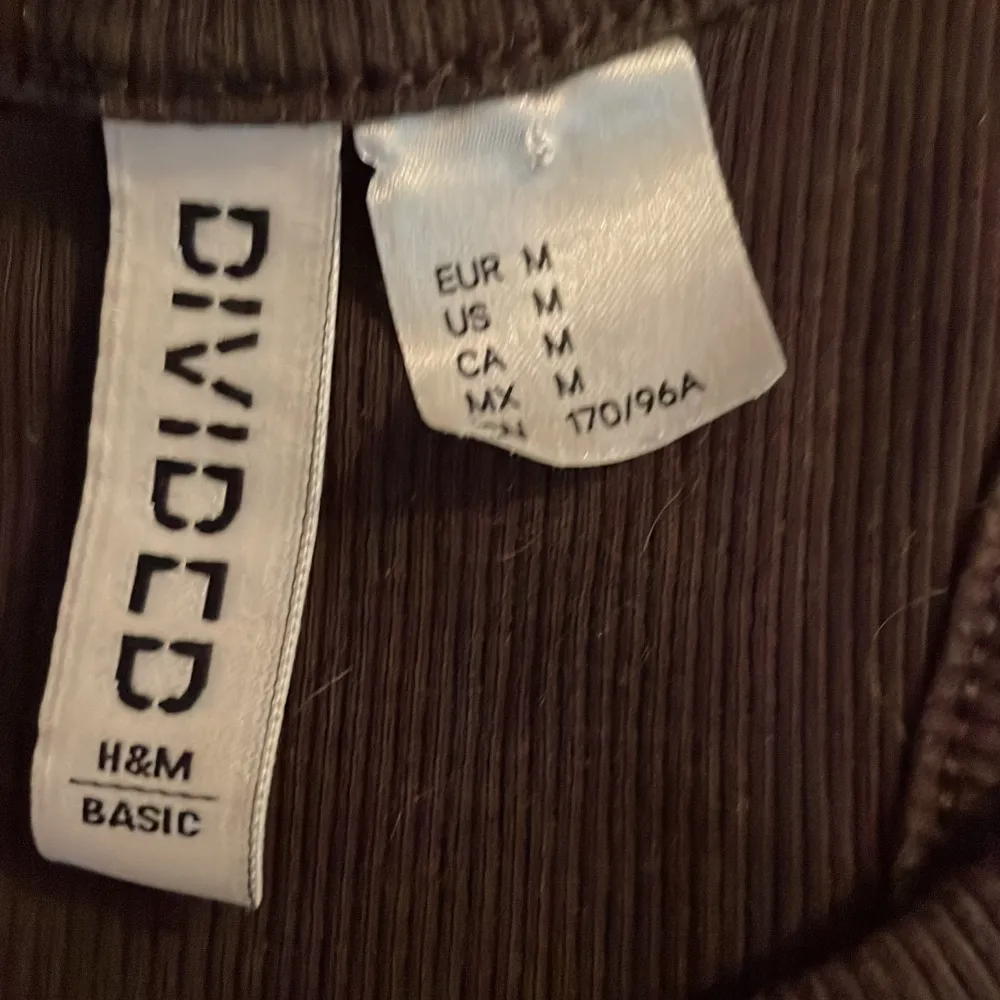 DIVIDED
H&M
BASIC
EUR M
US M
CA M
MX M
170/96A